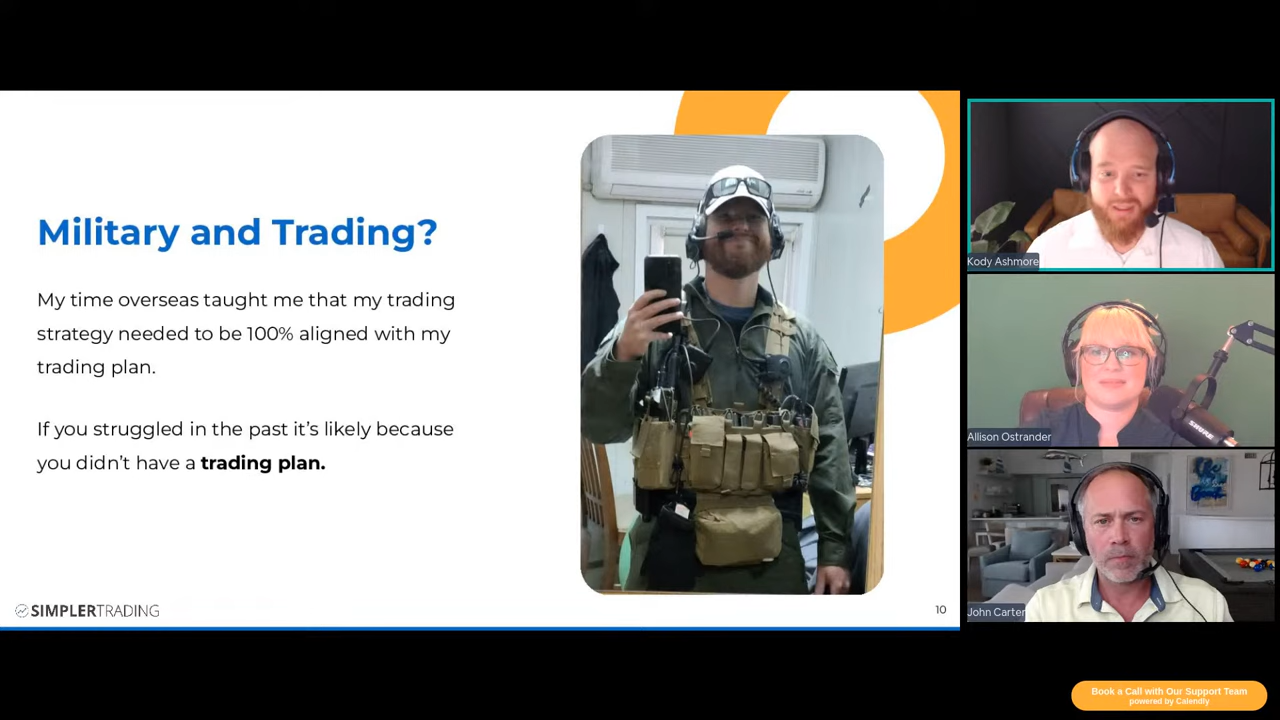 Military and Trading?
My time overseas taught me that my trading
strategy needed to be 100% aligned with my
trading plan.
If you struggled in the past it's likely because
you didn't have a trading plan.
SIMPLERTRADING
10
Kody Ashmore
Allison Ostrander
SHURE
John Carter
Book a Call with Our Support Team
powered by Calendly